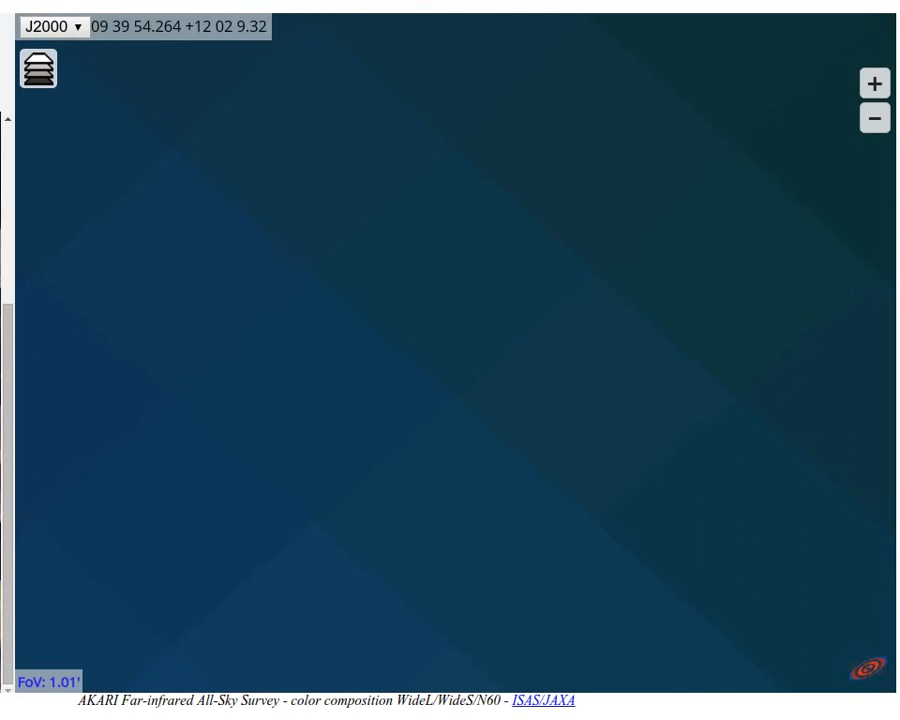 J2000 ▼ 09 39 54.264 +12 02 9.32
+
−
FoV: 1.01'
AKARI Far-infrared All-Sky Survey - color composition WideL/WideS/N60 - ISAS/JAXA